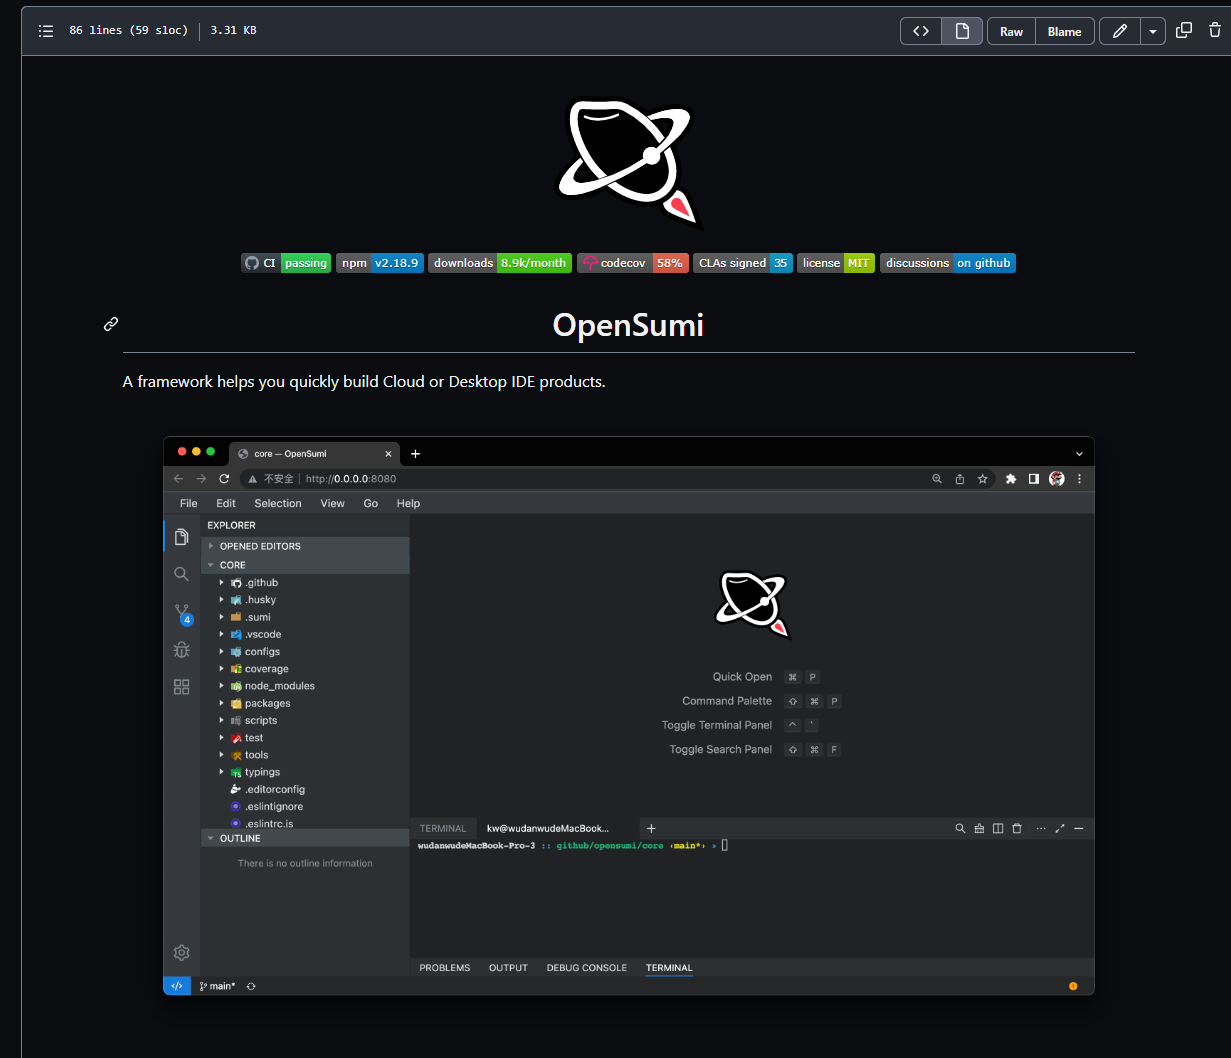 86 lines (59 sloc) 3.31 KB Raw Blame
CI passing npm v2.18.9 downloads 8.9k/month codecov 58% CLAs signed 35 license MIT discussions on github
OpenSumi
A framework helps you quickly build Cloud or Desktop IDE products.
core — OpenSumi
不安全 http://0.0.0.0:8080
File Edit Selection View Go Help
EXPLORER
OPENED EDITORS
CORE
.github
.husky
.sumi
.vscode
configs
coverage
node_modules
packages
scripts
test
tools
typings
.editorconfig
.eslintignore
.eslintrc.js
OUTLINE
There is no outline information
4
Quick Open ⌘ P
Command Palette ⇧ ⌘ P
Toggle Terminal Panel ^ `
Toggle Search Panel ⇧ ⌘ F
TERMINAL kw@wudanwudeMacBook...
wudanwudeMacBook-Pro-3 :: github/opensumi/core ‹main*› »
PROBLEMS OUTPUT DEBUG CONSOLE TERMINAL
main*